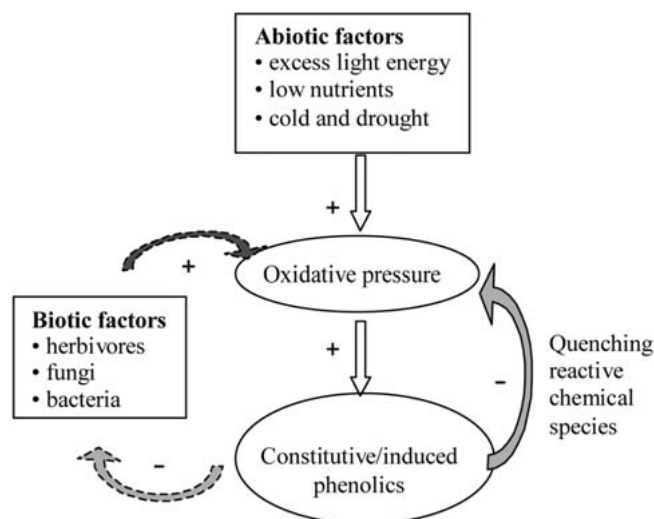 Abiotic factors
• excess light energy
• low nutrients
• cold and drought
+
+
Oxidative pressure
Biotic factors
• herbivores
• fungi
• bacteria
+
-
Quenching
reactive
chemical
species
-
Constitutive/induced
phenolics